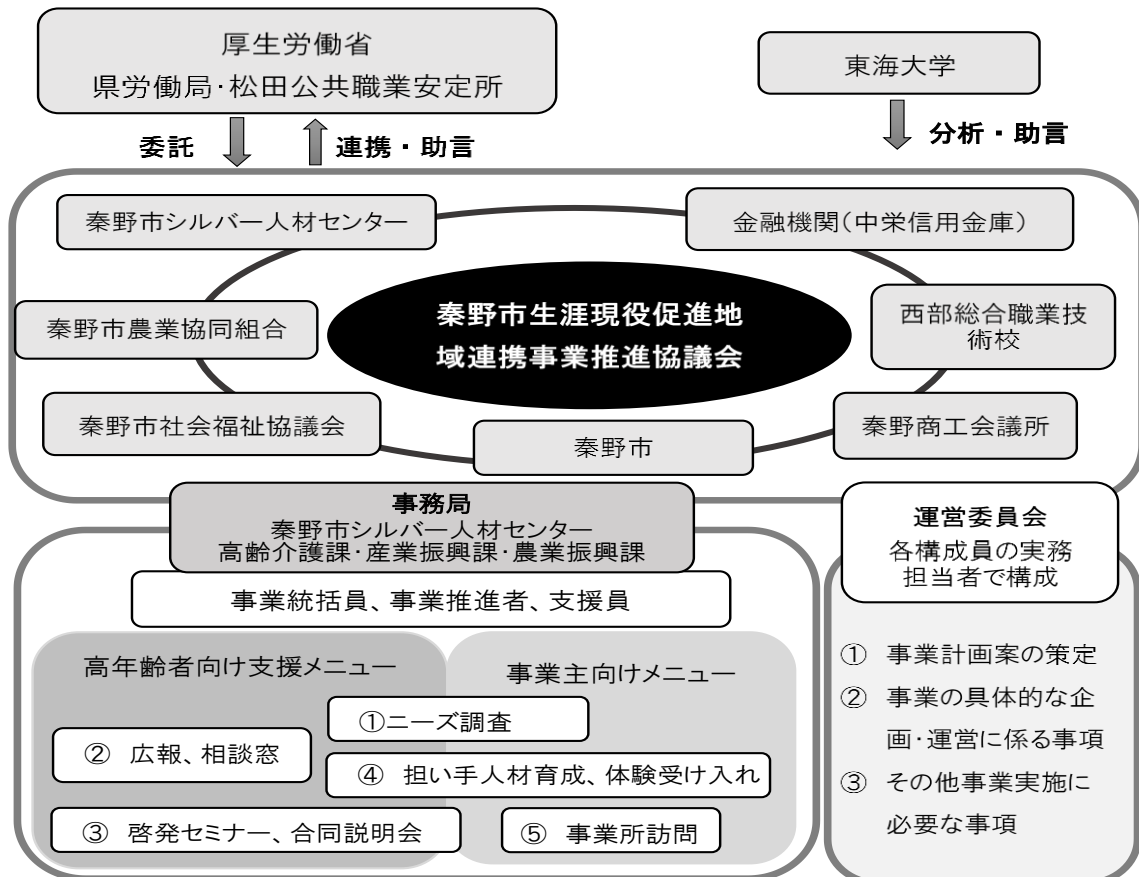 厚生労働省
県労働局・松田公共職業安定所
東海大学
委託
連携・助言
分析・助言
秦野市シルバー人材センター
金融機関(中栄信用金庫)
秦野市農業協同組合
秦野市生涯現役促進地
域連携事業推進協議会
西部総合職業技
術校
秦野市社会福祉協議会
秦野市
秦野商工会議所
事務局
秦野市シルバー人材センター
高齢介護課・産業振興課・農業振興課
事業統括員、事業推進者、支援員
高年齢者向け支援メニュー
事業主向けメニュー
①ニーズ調査
② 広報、相談窓
④ 担い手人材育成、体験受け入れ
③ 啓発セミナー、合同説明会
⑤ 事業所訪問
運営委員会
各構成員の実務
担当者で構成
① 事業計画案の策定
② 事業の具体的な企
画・運営に係る事項
③ その他事業実施に
必要な事項